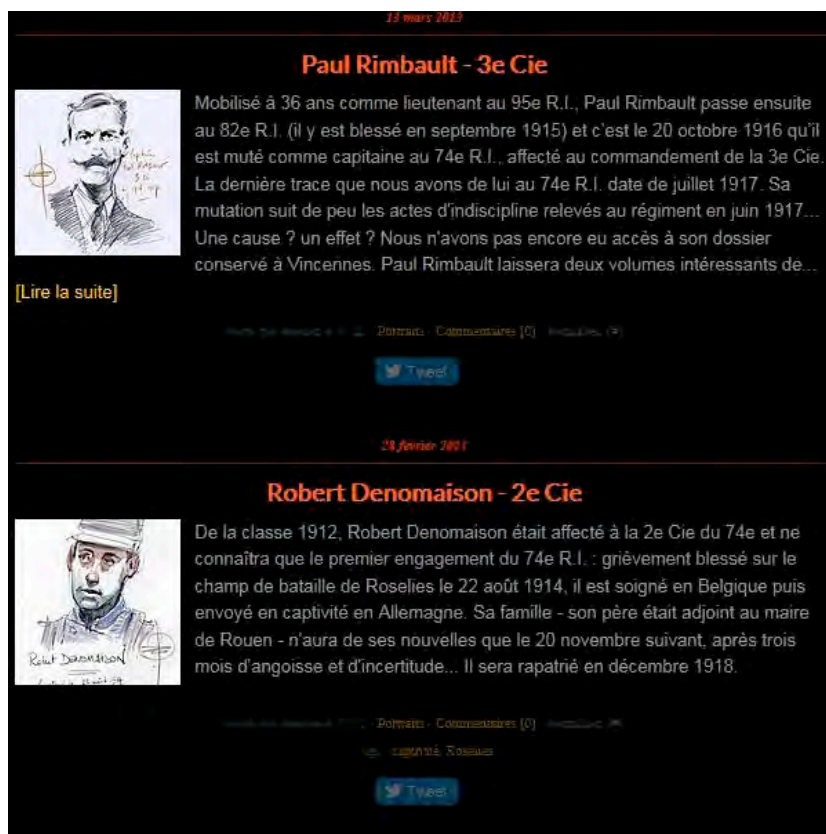 13 mars 2013
Paul Rimbault - 3e Cie
Mobilisé à 36 ans comme lieutenant au 95e R.I., Paul Rimbault passe ensuite
au 82e R.I. (il y est blessé en septembre 1915) et c'est le 20 octobre 1916 qu'il
est muté comme capitaine au 74e R.I., affecté au commandement de la 3e Cie.
La dernière trace que nous avons de lui au 74e R.I. date de juillet 1917. Sa
mutation suit de peu les actes d'indiscipline relevés au régiment en juin 1917...
Une cause ? un effet ? Nous n'avons pas encore eu accès à son dossier
conservé à Vincennes. Paul Rimbault laissera deux volumes intéressants de...
[Lire la suite]
Portraits - Commentaires [0]
Tweet
28 février
Robert Denomaison - 2e Cie
De la classe 1912, Robert Denomaison était affecté à la 2e Cie du 74e et ne
connaîtra que le premier engagement du 74e R.I. : grièvement blessé sur le
champ de bataille de Roselies le 22 août 1914, il est soigné en Belgique puis
envoyé en captivité en Allemagne. Sa famille - son père était adjoint au maire
de Rouen - n'aura de ses nouvelles que le 20 novembre suivant, après trois
mois d'angoisse et d'incertitude... Il sera rapatrié en décembre 1918.
Robert DENOMAISON
Portraits - Commentaires [0]
captivité, Roselies
Tweet